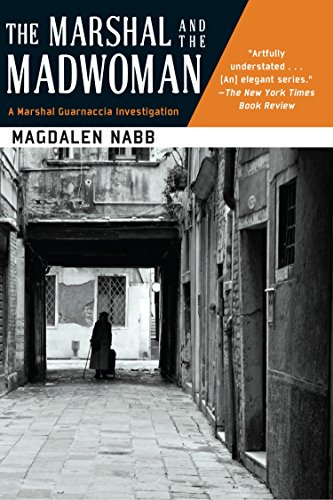 THE MARSHAL AND THE
MADWOMAN
A Marshal Guarnaccia Investigation
MAGDALEN NABB
"Artfully
understated . . .
[An] elegant series."
—The New York Times
Book Review